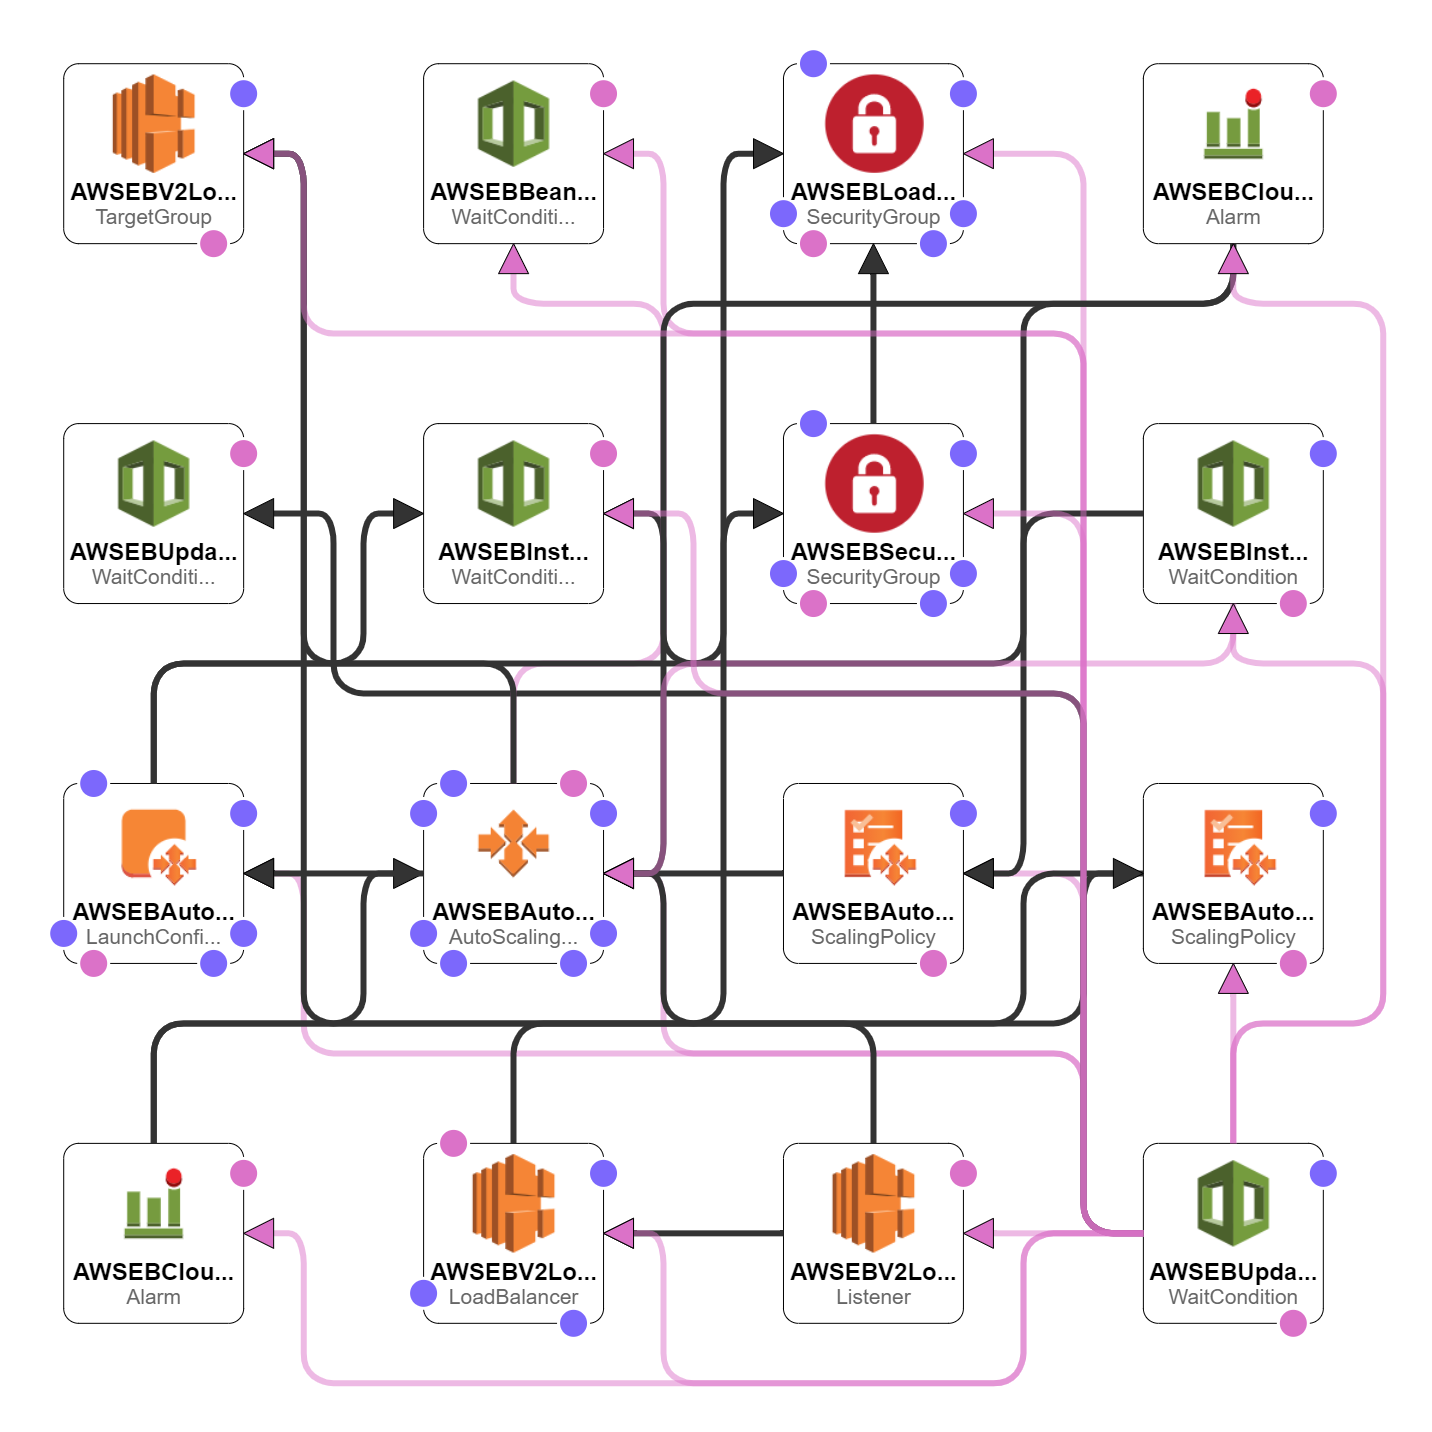 AWSEBV2Lo...
TargetGroup
AWSEBBean...
WaitConditi...
AWSEBLoad...
SecurityGroup
AWSEBClou...
Alarm
AWSEBUpda...
WaitConditi...
AWSEBInst...
WaitConditi...
AWSEBSecu...
SecurityGroup
AWSEBInst...
WaitCondition
AWSEBAuto...
LaunchConfi...
AWSEBAuto...
AutoScaling...
AWSEBAuto...
ScalingPolicy
AWSEBAuto...
ScalingPolicy
AWSEBClou...
Alarm
AWSEBV2Lo...
LoadBalancer
AWSEBV2Lo...
Listener
AWSEBUpda...
WaitCondition